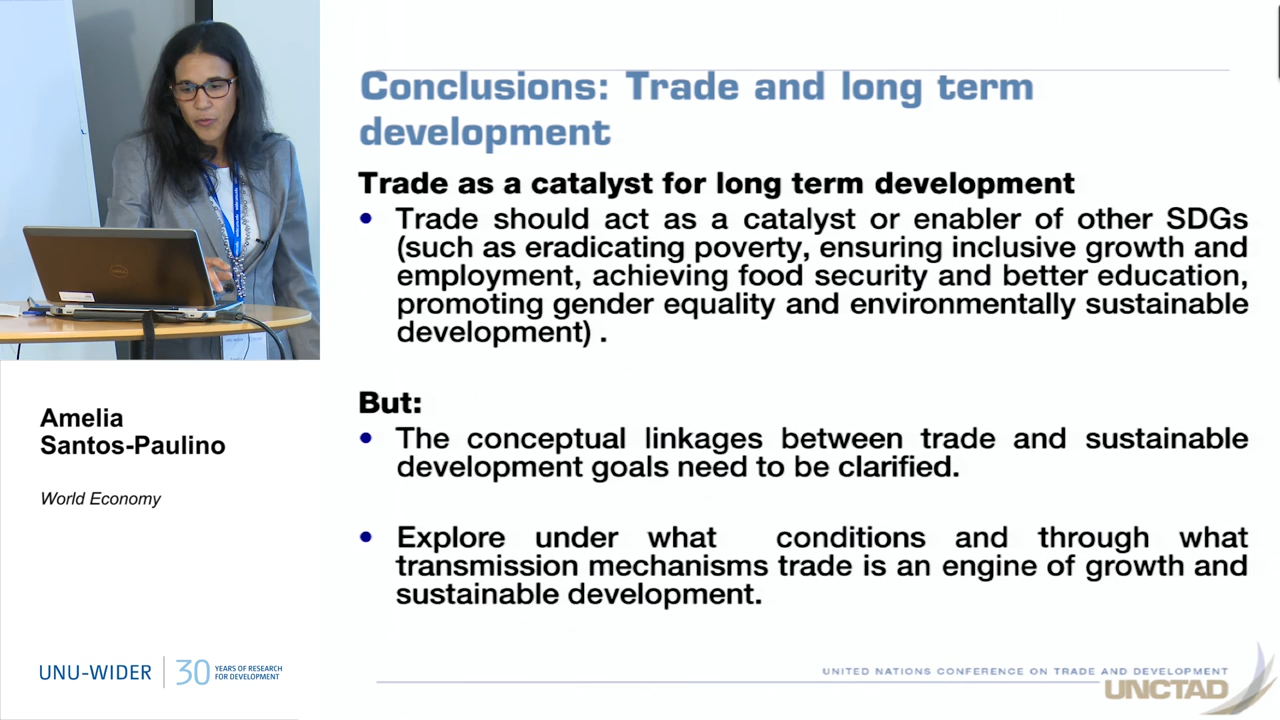 Conclusions: Trade and long term
development
Trade as a catalyst for long term development
• Trade should act as a catalyst or enabler of other SDGs
(such as eradicating poverty, ensuring inclusive growth and
employment, achieving food security and better education,
promoting gender equality and environmentally sustainable
development) .
But:
• The conceptual linkages between trade and sustainable
development goals need to be clarified.
• Explore under what conditions and through what
transmission mechanisms trade is an engine of growth and
sustainable development.
UNITED NATIONS CONFERENCE ON TRADE AND DEVELOPMENT
UNCTAD
Amelia
Santos-Paulino
World Economy
UNU-WIDER
30
YEARS OF RESEARCH
FOR DEVELOPMENT